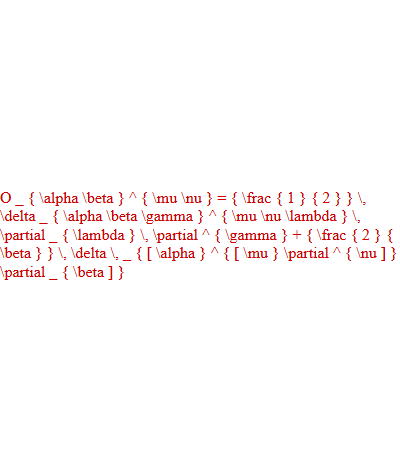 O _ { \alpha \beta } ^ { \mu \nu } = { \frac { 1 } { 2 } } \,
\delta _ { \alpha \beta \gamma } ^ { \mu \nu \lambda } \,
\partial _ { \lambda } \, \partial ^ { \gamma } + { \frac { 2 } {
\beta } } \, \delta \, _ { [ \alpha } ^ { [ \mu } \partial ^ { \nu ] }
\partial _ { \beta ] }